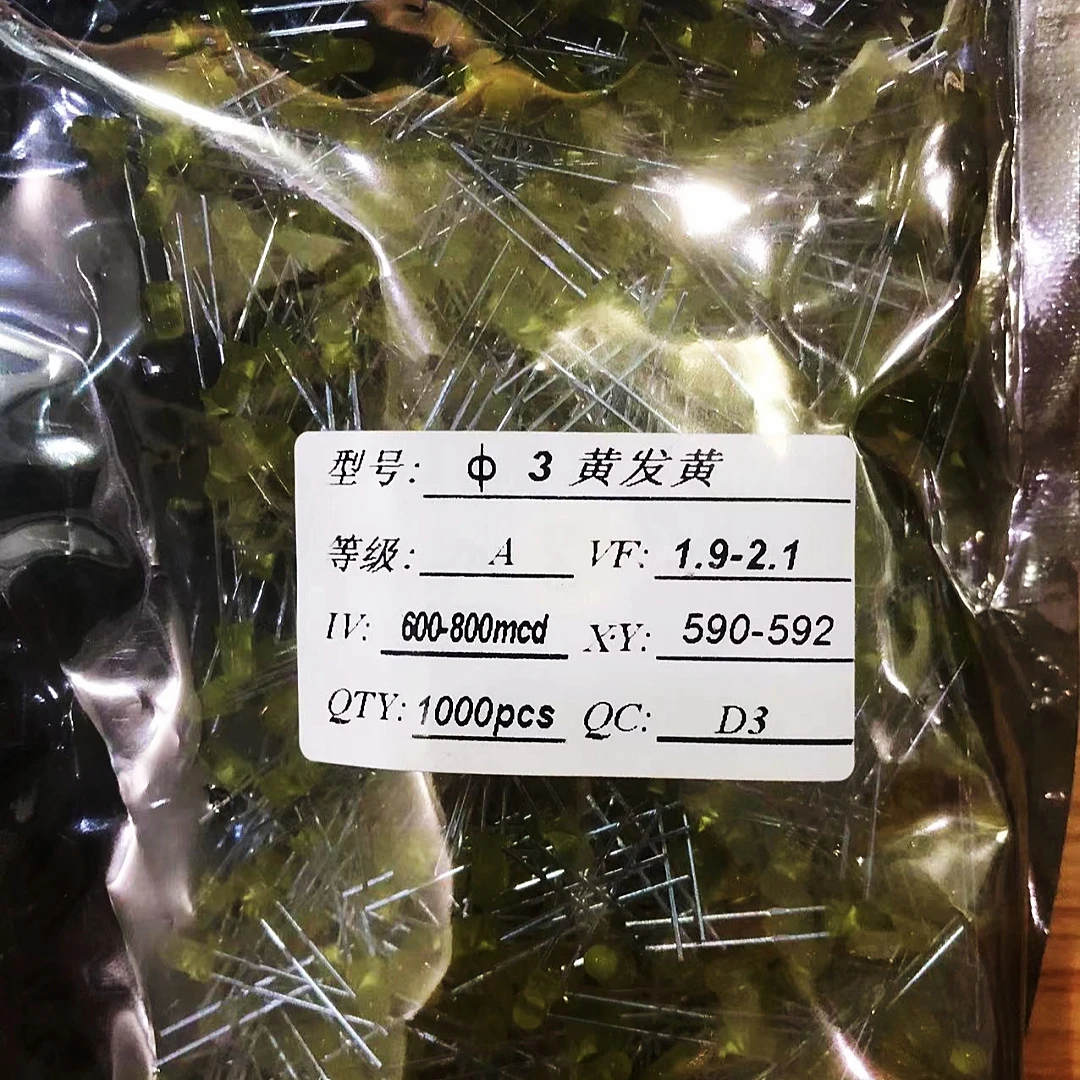 型号: Φ 3 黄发黄
等级: A VF: 1.9-2.1
IV: 600-800mcd X·Y: 590-592
QTY: 1000pcs QC: D3